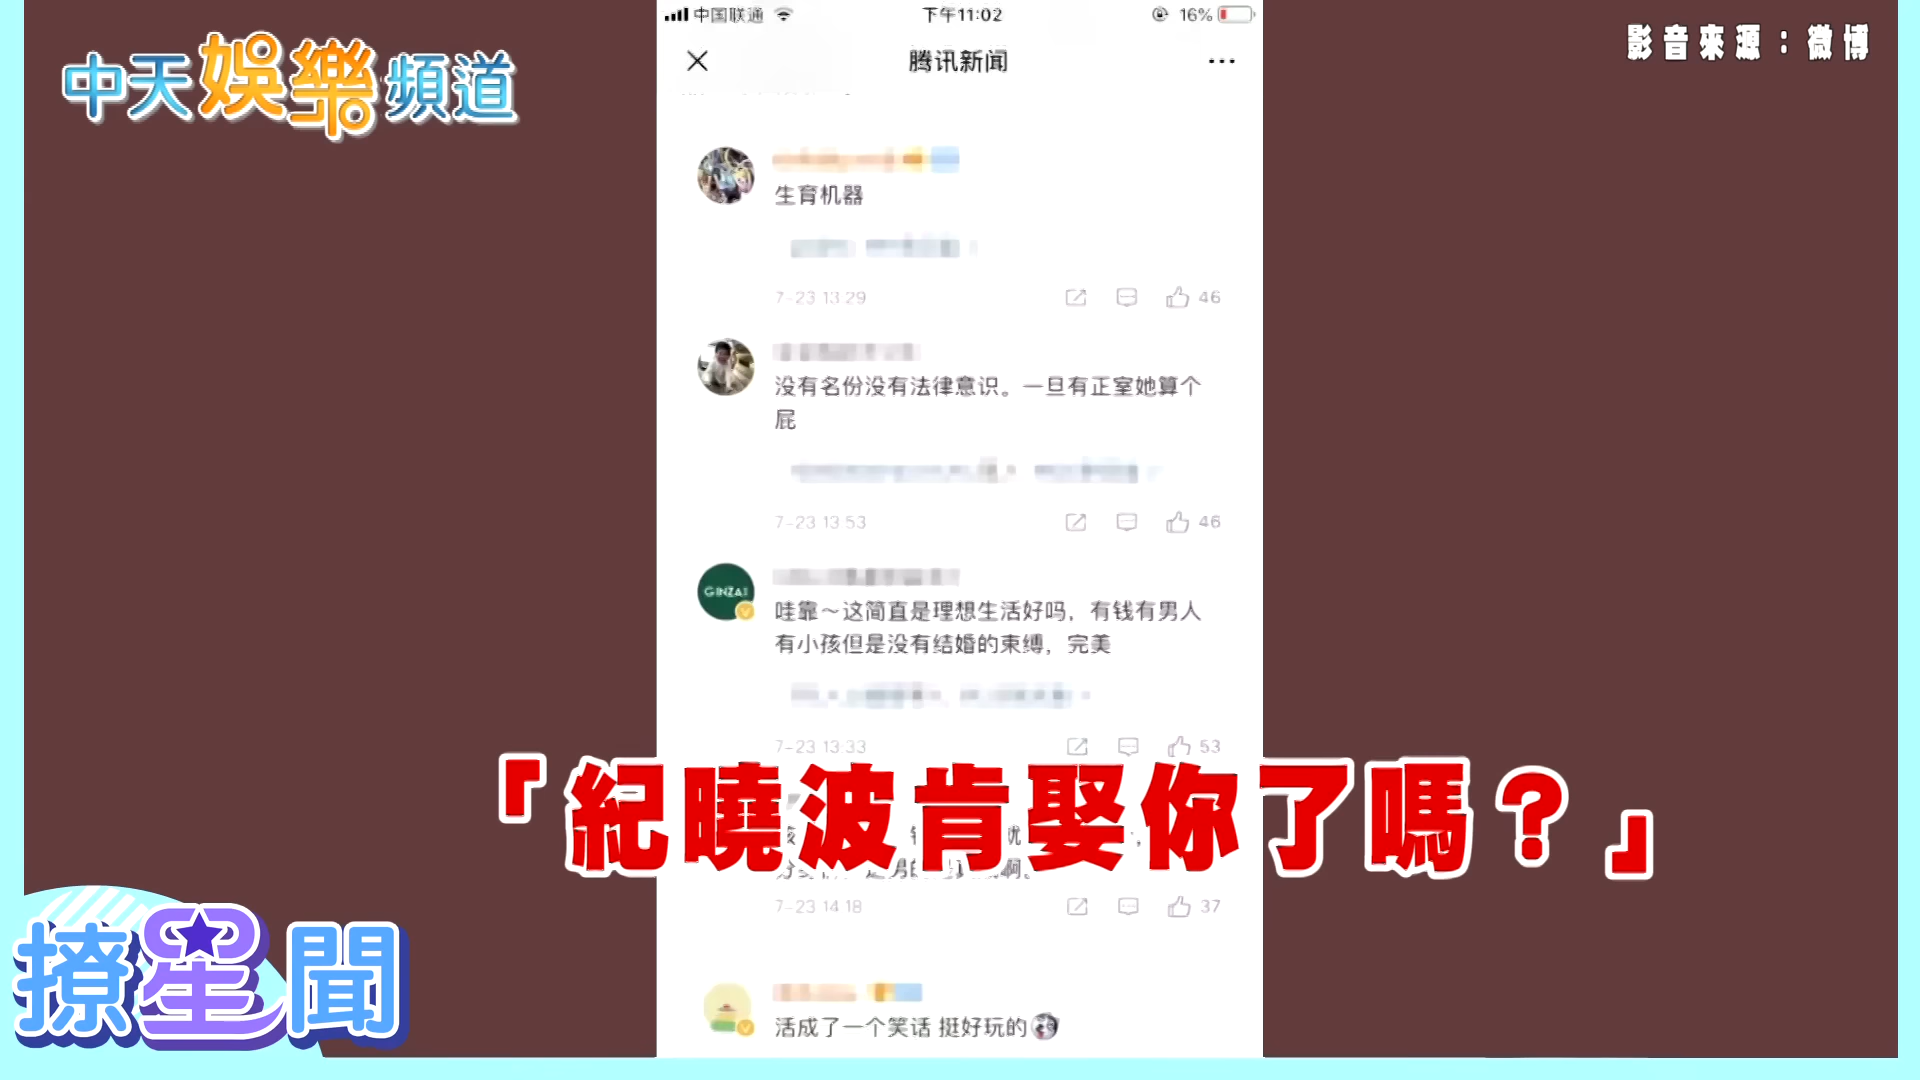 中国联通
下午11:02
16%
中天娛樂頻道
影音來源：微博
腾讯新闻
生育机器
7-23 13:29
46
没有名份没有法律意识。一旦有正室她算个
屁
7-23 13:53
46
GINZA
哇靠～这简直是理想生活好吗，有钱有男人
有小孩但是没有结婚的束缚，完美
7-23 13:33
53
「紀曉波肯娶你了嗎？」
7-23 14:18
37
撩星聞
活成了一个笑话 挺好玩的